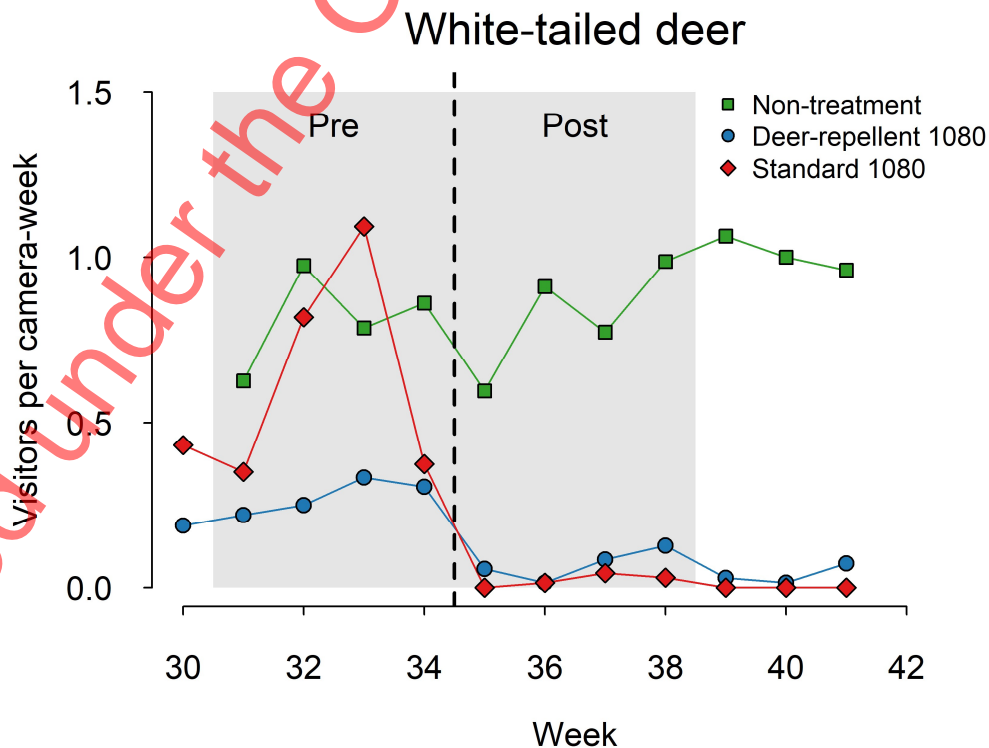 White-tailed deer
1.5
1.0
0.5
0.0
Visitors per camera-week
Pre
Post
Non-treatment
Deer-repellent 1080
Standard 1080
30 32 34 36 38 40 42
Week
under the